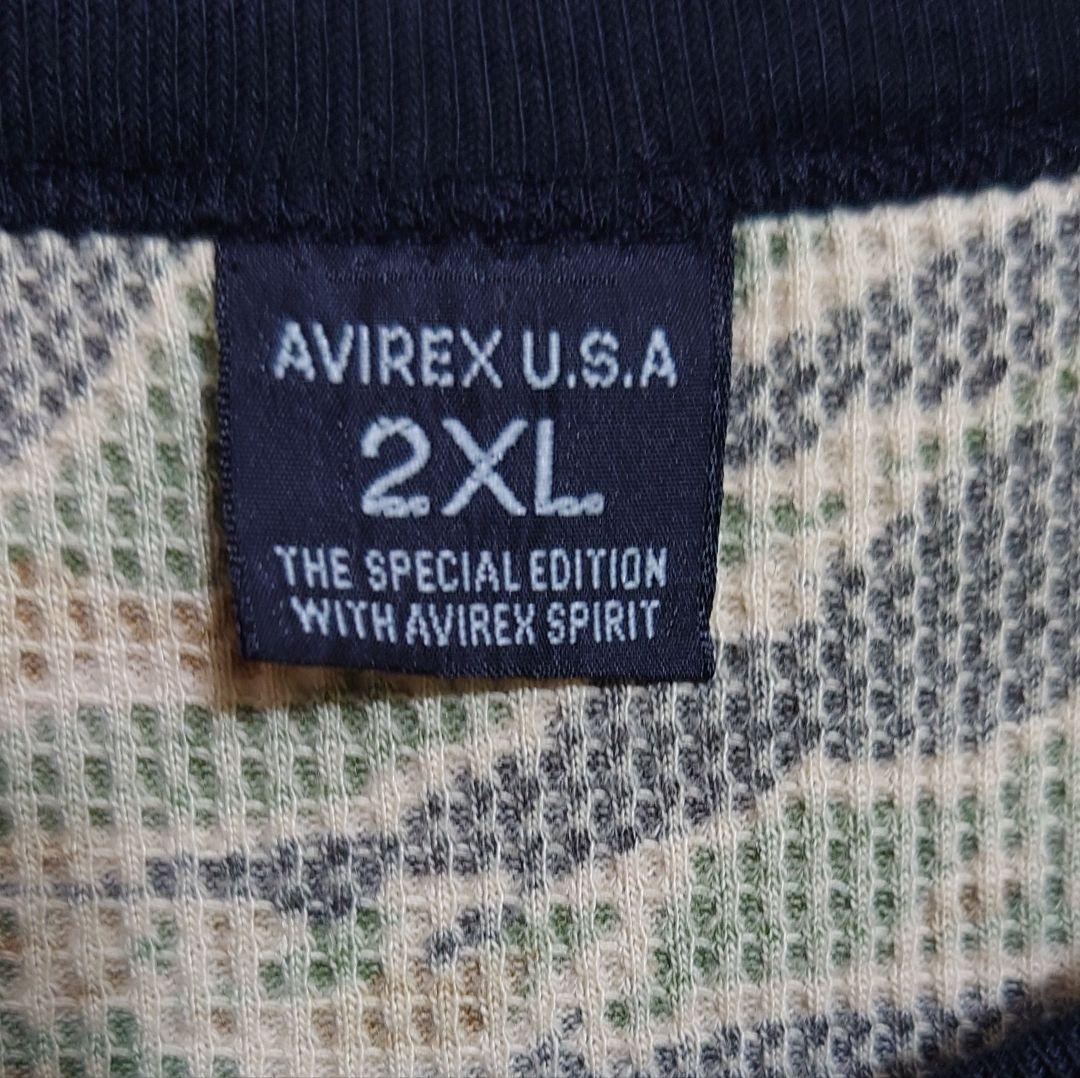 AVIREX U.S.A
2XL
THE SPECIAL EDITION
WITH AVIREX SPIRIT